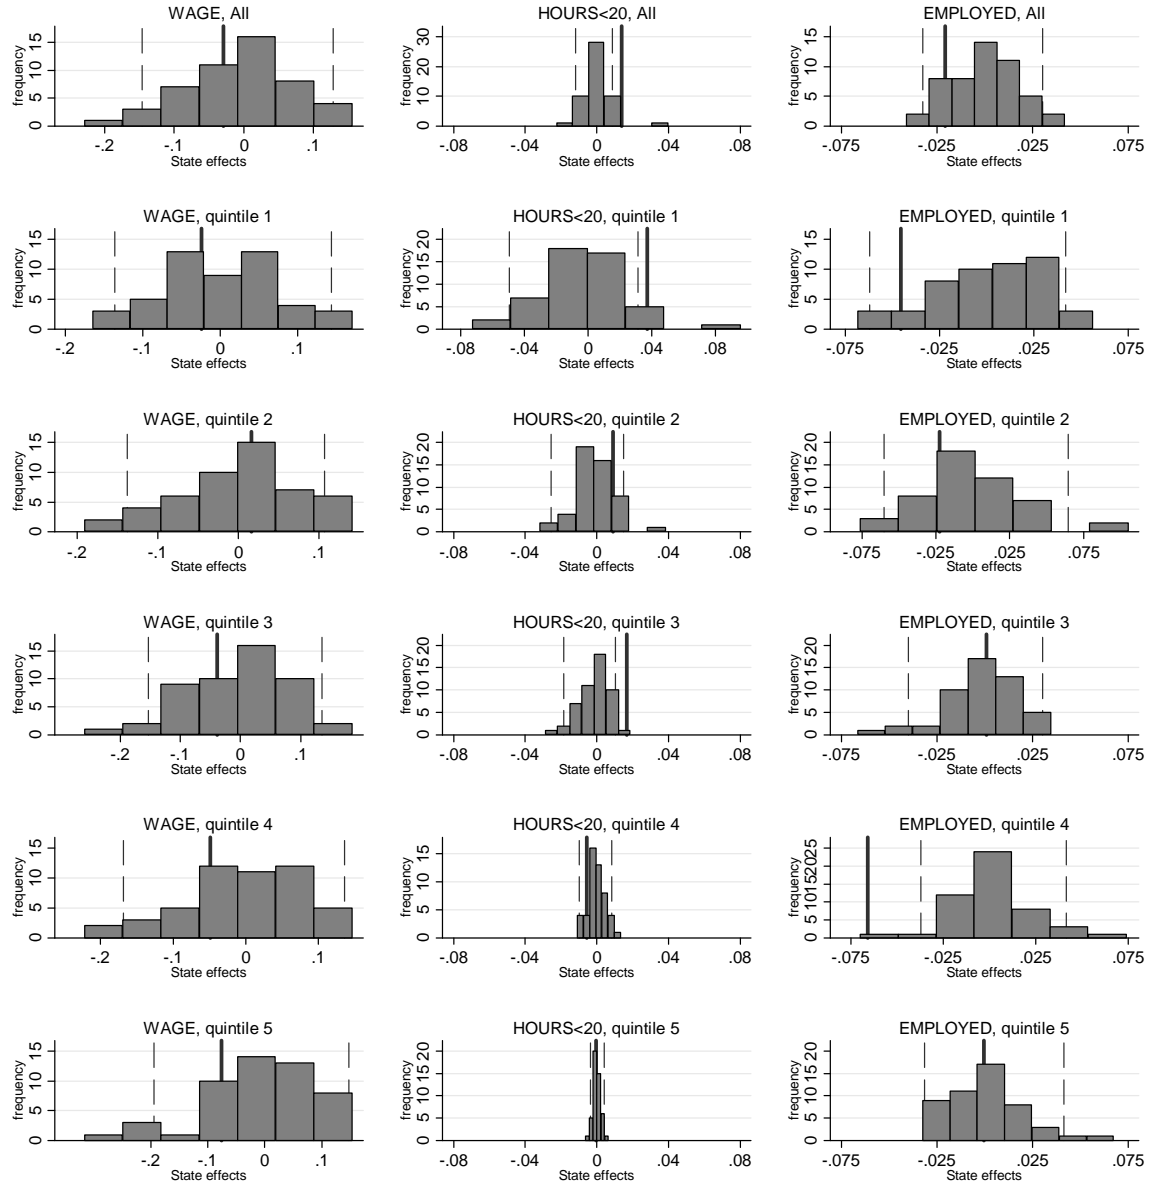 WAGE, All
frequency
0 5 10 15
-.2 -.1 0 .1
State effects
HOURS<20, All
0 10 20 30
-.08 -.04 0 .04 .08
State effects
EMPLOYED, All
frequency
0 5 10 15
-.075 -.025 .025 .075
State effects
WAGE, quintile 1
frequency
0 5 10 15
-.2 -.1 0 .1
State effects
HOURS<20, quintile 1
frequency
0 5 10 15 20
-.08 -.04 0 .04 .08
State effects
EMPLOYED, quintile 1
frequency
0 5 10 15
-.075 -.025 .025 .075
State effects
WAGE, quintile 2
frequency
0 5 10 15
-.2 -.1 0 .1
State effects
HOURS<20, quintile 2
frequency
0 5 10 15 20
-.08 -.04 0 .04 .08
State effects
EMPLOYED, quintile 2
frequency
0 5 10 15 20
-.075 -.025 .025 .075
State effects
WAGE, quintile 3
frequency
0 5 10 15
-.2 -.1 0 .1
State effects
HOURS<20, quintile 3
frequency
0 5 10 15 20
-.08 -.04 0 .04 .08
State effects
EMPLOYED, quintile 3
frequency
0 5 10 15 20
-.075 -.025 .025 .075
State effects
WAGE, quintile 4
frequency
0 5 10 15
-.2 -.1 0 .1
State effects
HOURS<20, quintile 4
frequency
0 5 10 15
-.08 -.04 0 .04 .08
State effects
EMPLOYED, quintile 4
frequency
0 5 10 15 20 25
-.075 -.025 .025 .075
State effects
WAGE, quintile 5
frequency
0 5 10 15
-.2 -.1 0 .1
State effects
HOURS<20, quintile 5
frequency
0 5 10 15 20
-.08 -.04 0 .04 .08
State effects
EMPLOYED, quintile 5
frequency
0 5 10 15 20
-.075 -.025 .025 .075
State effects